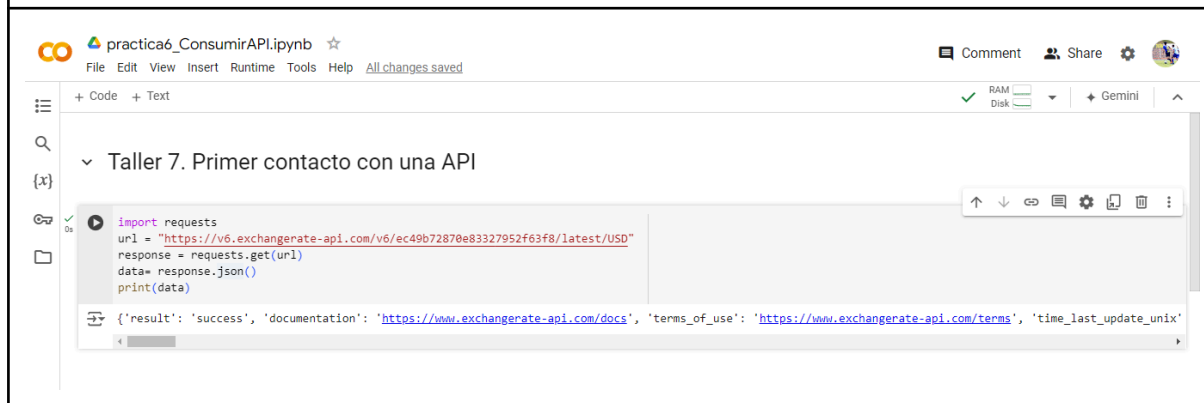 practica6_ConsumirAPI.ipynb
Comment
Share
File Edit View Insert Runtime Tools Help All changes saved
+ Code + Text
RAM
Disk
Gemini
Taller 7. Primer contacto con una API
{x}
0s
import requests
url = "https://v6.exchangerate-api.com/v6/ec49b72870e83327952f63f8/latest/USD"
response = requests.get(url)
data= response.json()
print(data)
{'result': 'success', 'documentation': 'https://www.exchangerate-api.com/docs', 'terms_of_use': 'https://www.exchangerate-api.com/terms', 'time_last_update_unix'